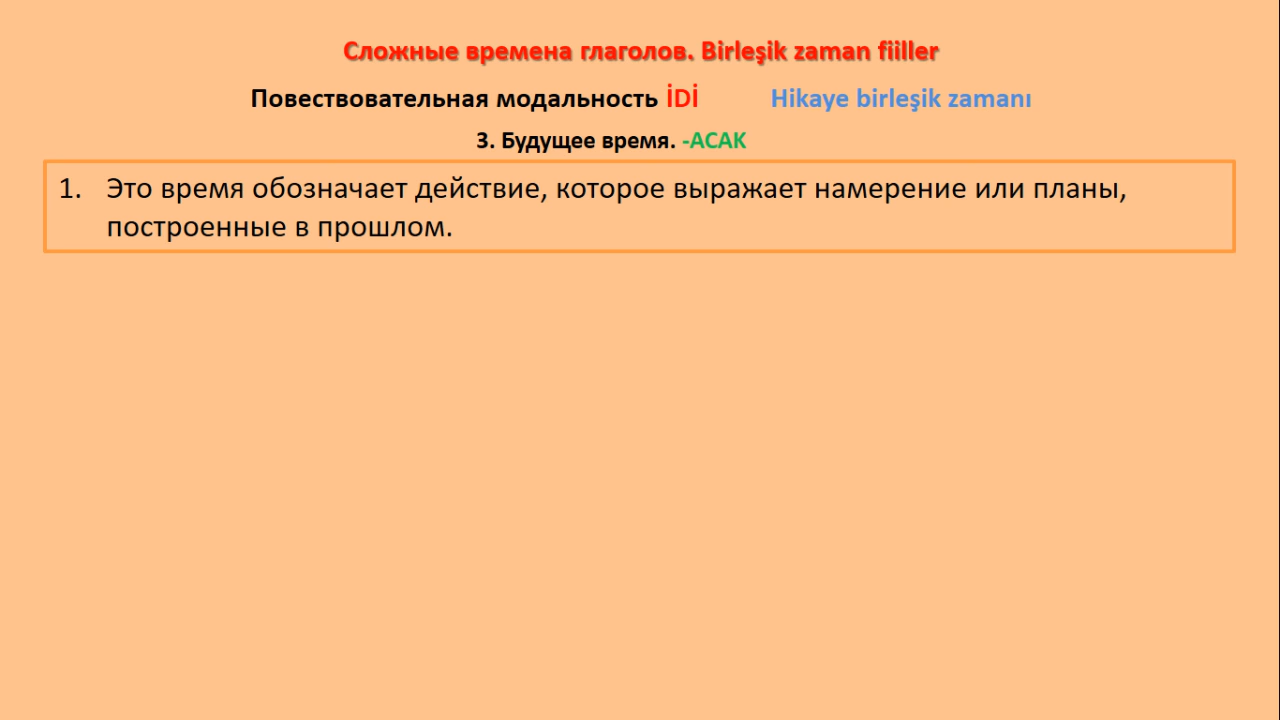 Сложные времена глаголов. Birleşik zaman fiiller
Повествовательная модальность İDİ Hikaye birleşik zamanı
3. Будущее время. -ACAK
1. Это время обозначает действие, которое выражает намерение или планы,
построенные в прошлом.